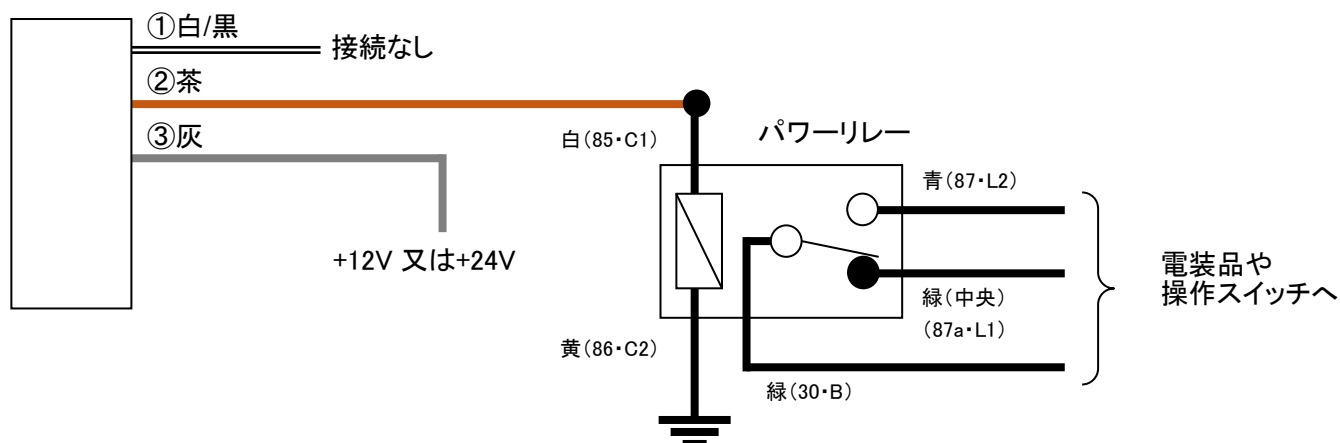 ①白/黒
接続なし
②茶
③灰
+12V 又は+24V
白(85・C1)
パワーリレー
青(87・L2)
緑(中央)
(87a・L1)
黄(86・C2)
緑(30・B)
電装品や
操作スイッチへ